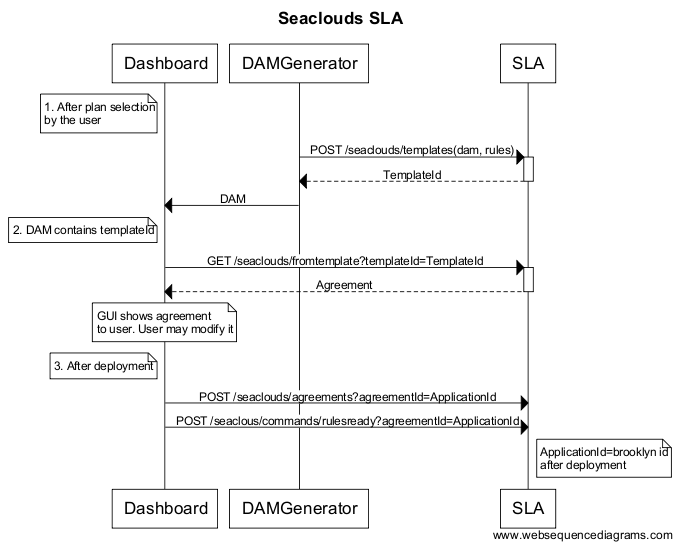 Seaclouds SLA
Dashboard
DAMGenerator
SLA
1. After plan selection
by the user
POST /seaclouds/templates(dam, rules)
TemplateId
DAM
2. DAM contains templateId
GET /seaclouds/fromtemplate?templateId=TemplateId
Agreement
GUI shows agreement
to user. User may modify it
3. After deployment
POST /seaclouds/agreements?agreementId=ApplicationId
POST /seaclous/commands/rulesready?agreementId=ApplicationId
ApplicationId=brooklyn id
after deployment
Dashboard
DAMGenerator
SLA
www.websequencediagrams.com